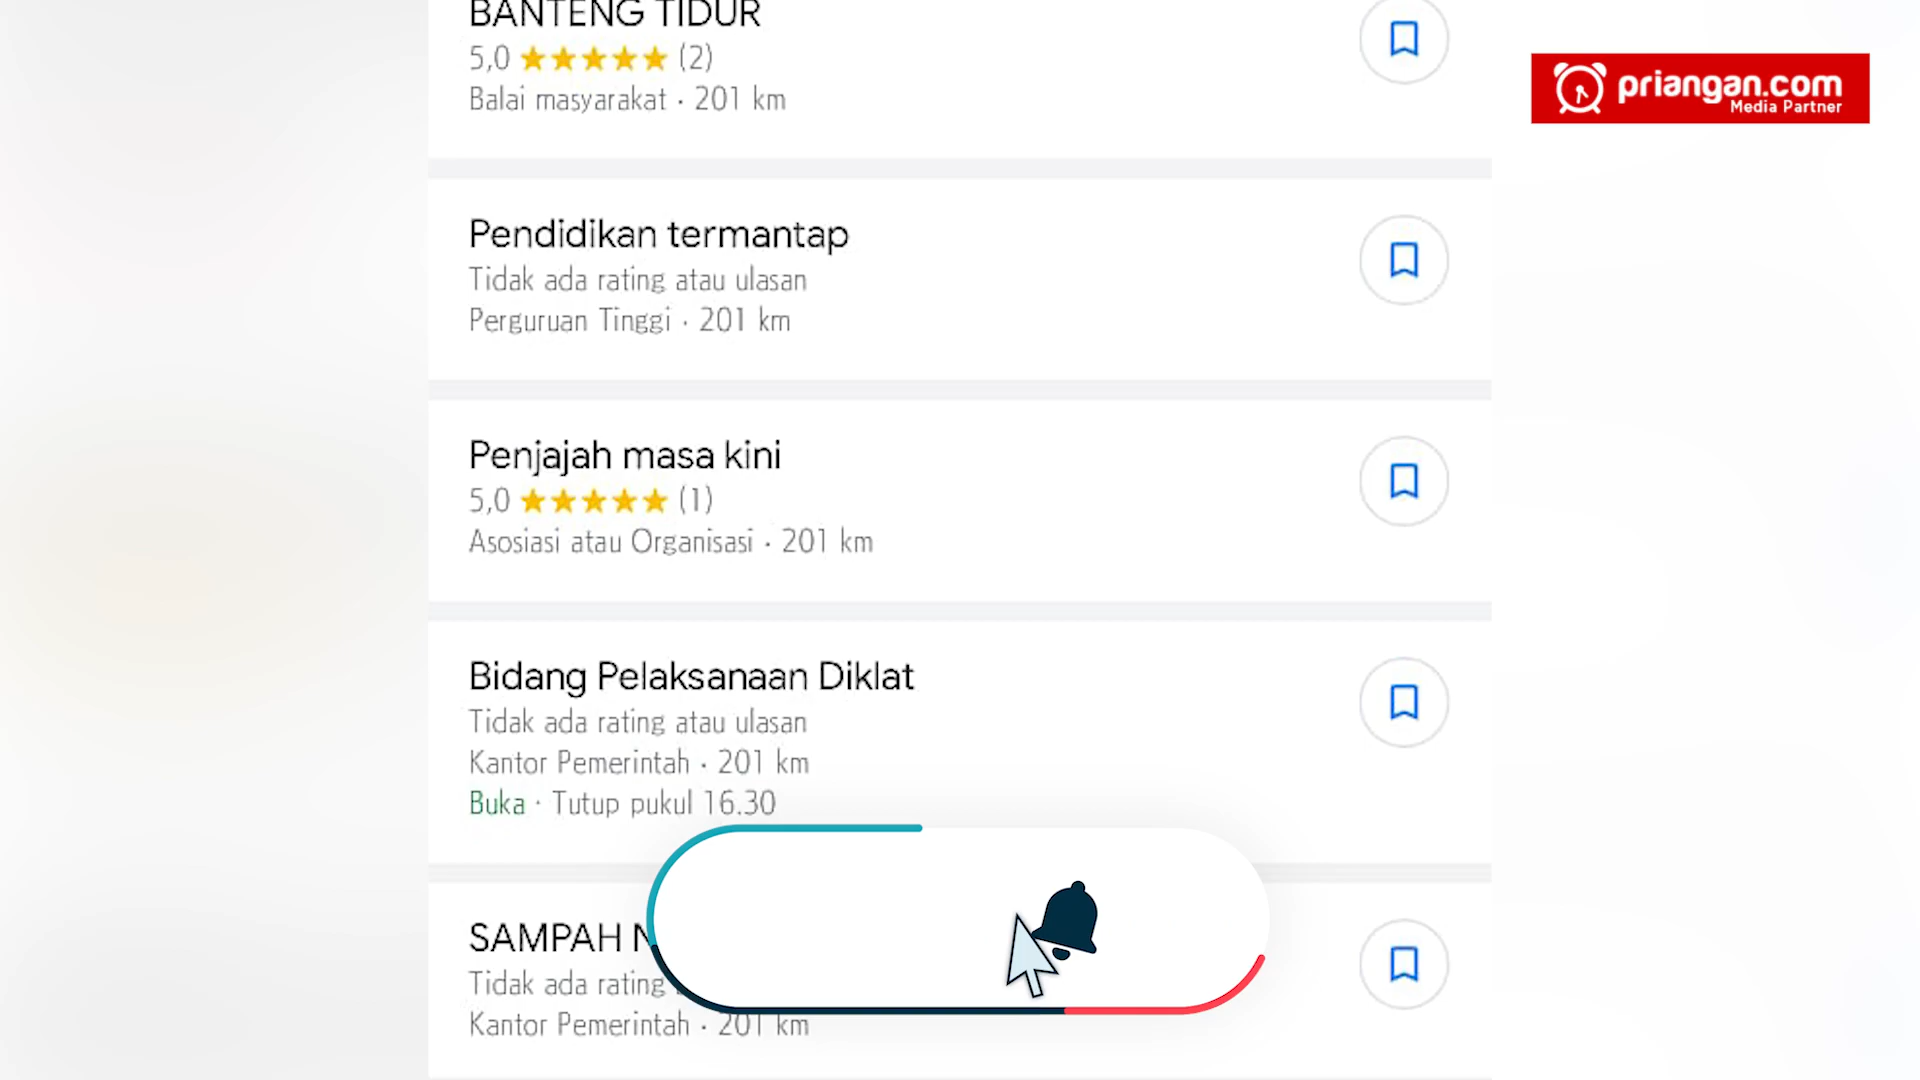 BANTENG TIDUR
5,0 (2)
Balai masyarakat · 201 km
priangan.com
Media Partner
Pendidikan termantap
Tidak ada rating atau ulasan
Perguruan Tinggi · 201 km
Penjajah masa kini
5,0 (1)
Asosiasi atau Organisasi · 201 km
Bidang Pelaksanaan Diklat
Tidak ada rating atau ulasan
Kantor Pemerintah · 201 km
Buka · Tutup pukul 16.30
SAMPAH
Tidak ada rating
Kantor Pemerintah · 201 km